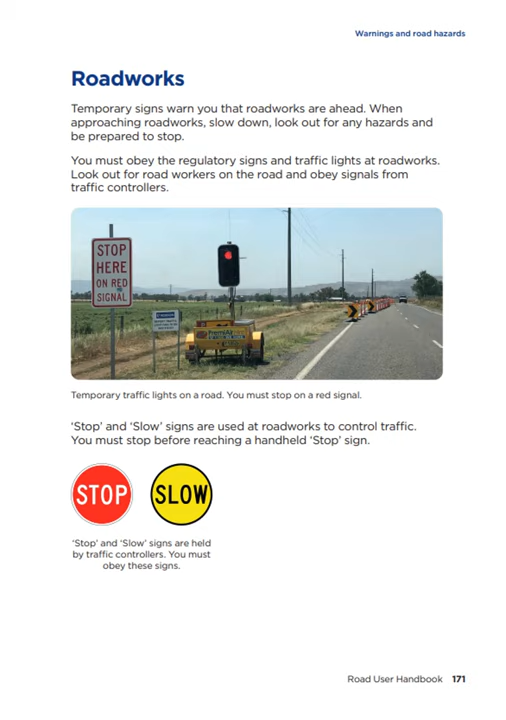 Warnings and road hazards
Roadworks
Temporary signs warn you that roadworks are ahead. When
approaching roadworks, slow down, look out for any hazards and
be prepared to stop.
You must obey the regulatory signs and traffic lights at roadworks.
Look out for road workers on the road and obey signals from
traffic controllers.
STOP
HERE
ON RED
SIGNAL
Temporary traffic lights on a road. You must stop on a red signal.
‘Stop’ and ‘Slow’ signs are used at roadworks to control traffic.
You must stop before reaching a handheld ‘Stop’ sign.
STOP
SLOW
‘Stop’ and ‘Slow’ signs are held
by traffic controllers. You must
obey these signs.
Road User Handbook 171